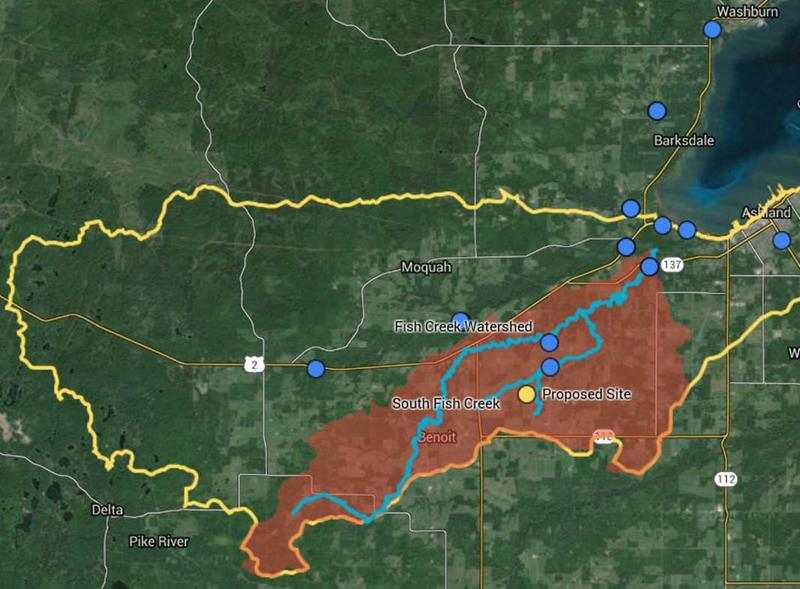 Washburn
Barksdale
Ashland
Moquah
137
Fish Creek Watershed
2
South Fish Creek
Proposed Site
Benoit
112
Delta
Pike River